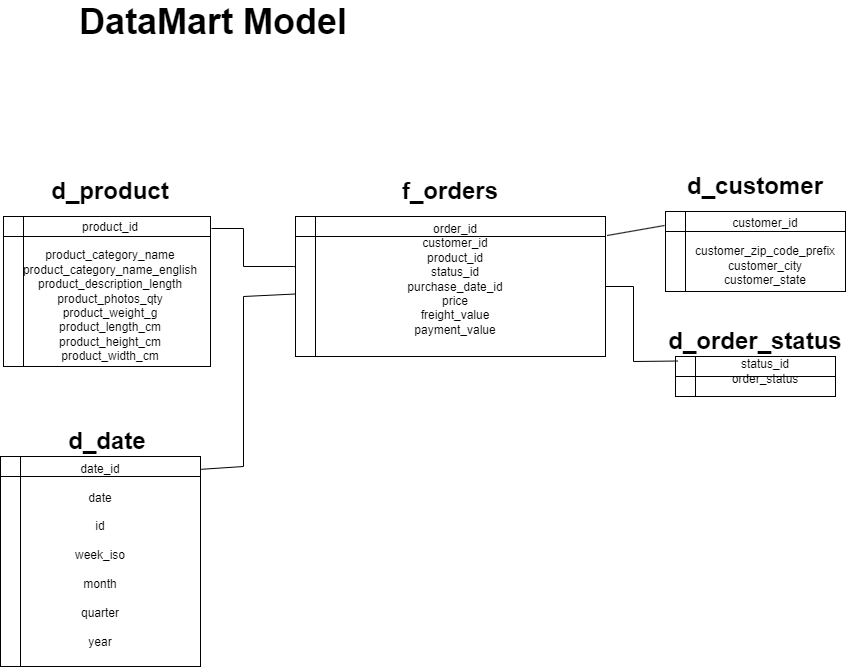 DataMart Model
d_product
product_id
product_category_name
product_category_name_english
product_description_length
product_photos_qty
product_weight_g
product_length_cm
product_height_cm
product_width_cm
f_orders
order_id
customer_id
product_id
status_id
purchase_date_id
price
freight_value
payment_value
d_customer
customer_id
customer_zip_code_prefix
customer_city
customer_state
d_order_status
status_id
order_status
d_date
date_id
date
id
week_iso
month
quarter
year